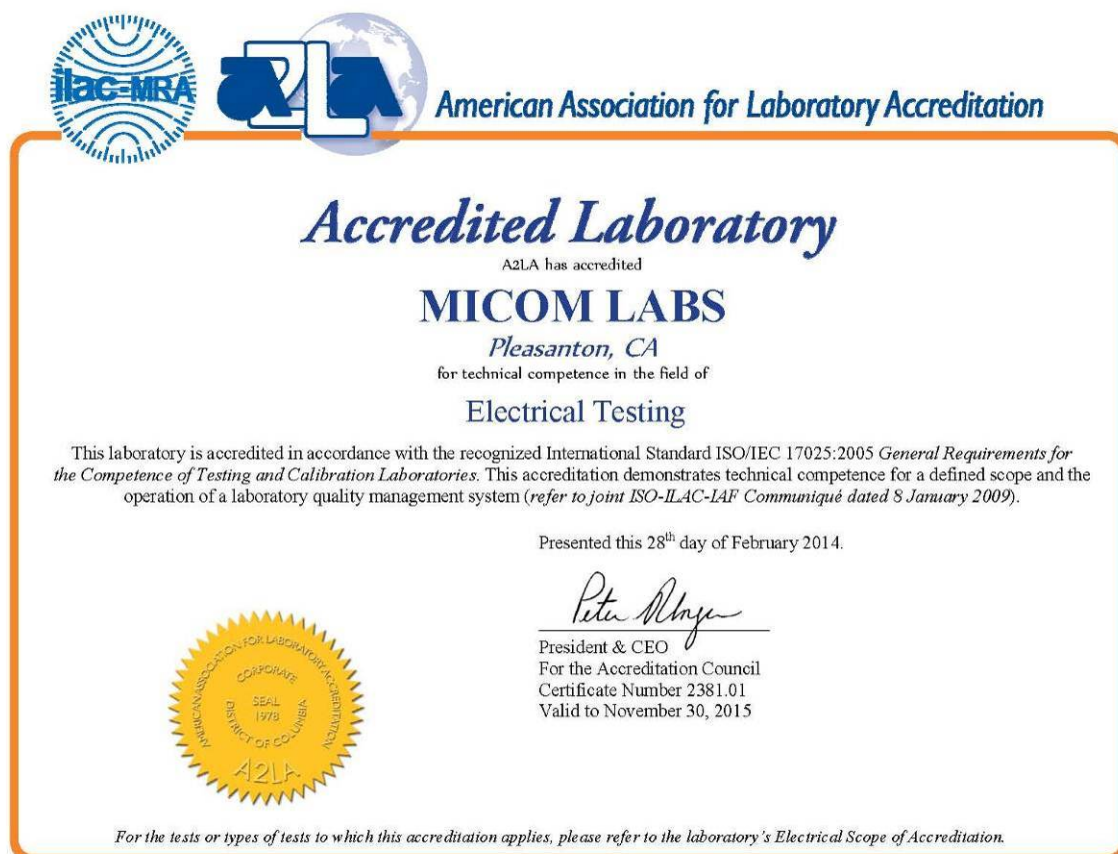 ilac-MRA
A2LA
American Association for Laboratory Accreditation
Accredited Laboratory
A2LA has accredited
MICOM LABS
Pleasanton, CA
for technical competence in the field of
Electrical Testing
This laboratory is accredited in accordance with the recognized International Standard ISO/IEC 17025:2005 General Requirements for
the Competence of Testing and Calibration Laboratories. This accreditation demonstrates technical competence for a defined scope and the
operation of a laboratory quality management system (refer to joint ISO-ILAC-IAF Communiqué dated 8 January 2009).
Presented this 28th day of February 2014.
President & CEO
For the Accreditation Council
Certificate Number 2381.01
Valid to November 30, 2015
AMERICAN ASSOCIATION FOR LABORATORY ACCREDITATION
CORPORATE
SEAL
1978
DISTRICT OF COLUMBIA
A2LA
For the tests or types of tests to which this accreditation applies, please refer to the laboratory's Electrical Scope of Accreditation.